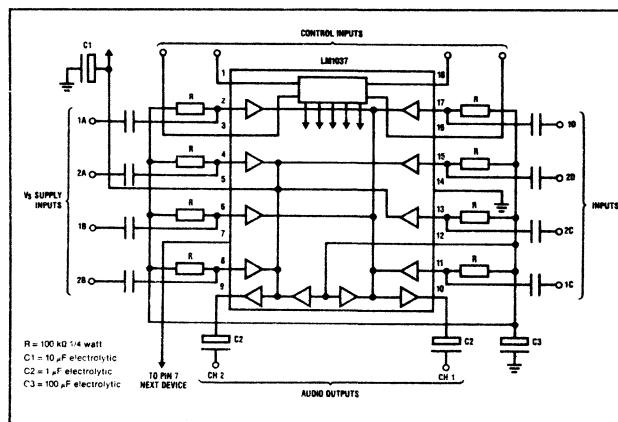 CONTROL INPUTS
LM1037
C1
1
18
R
2
17
R
1A
3
16
1D
R
4
15
R
2A
5
14
2D
VS SUPPLY
INPUTS
INPUTS
R
6
13
R
1B
7
12
2C
R
8
11
R
2B
9
10
1C
C2
C2
C3
R = 100 kΩ 1/4 watt
C1 = 10 µF electrolytic
C2 = 1 µF electrolytic
C3 = 100 µF electrolytic
TO PIN 7
NEXT DEVICE
CH 2
CH 1
AUDIO OUTPUTS